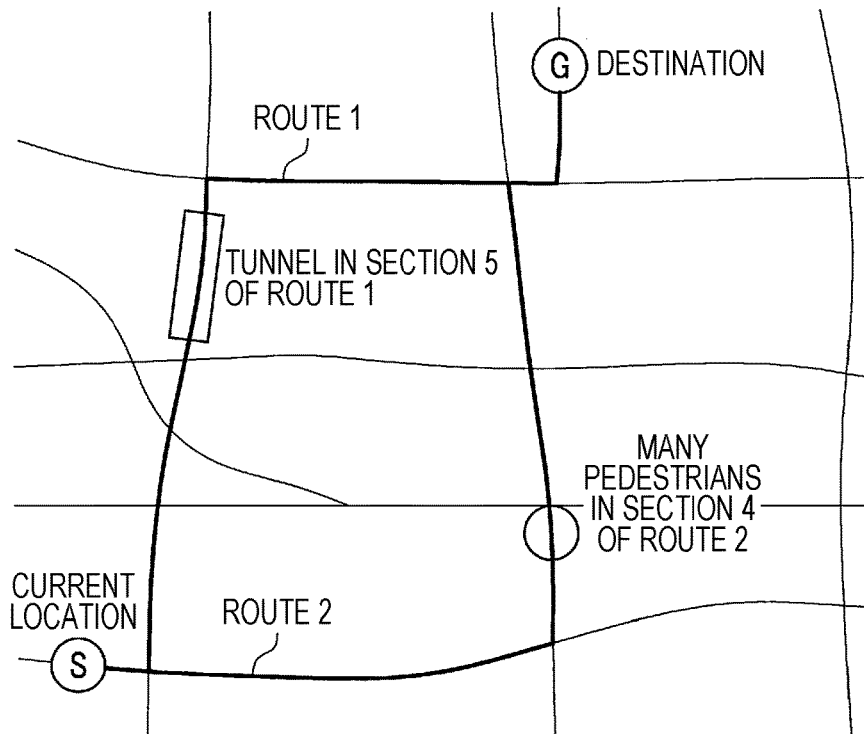 G DESTINATION
ROUTE 1
TUNNEL IN SECTION 5
OF ROUTE 1
MANY
PEDESTRIANS
IN SECTION 4
OF ROUTE 2
CURRENT
LOCATION
S
ROUTE 2